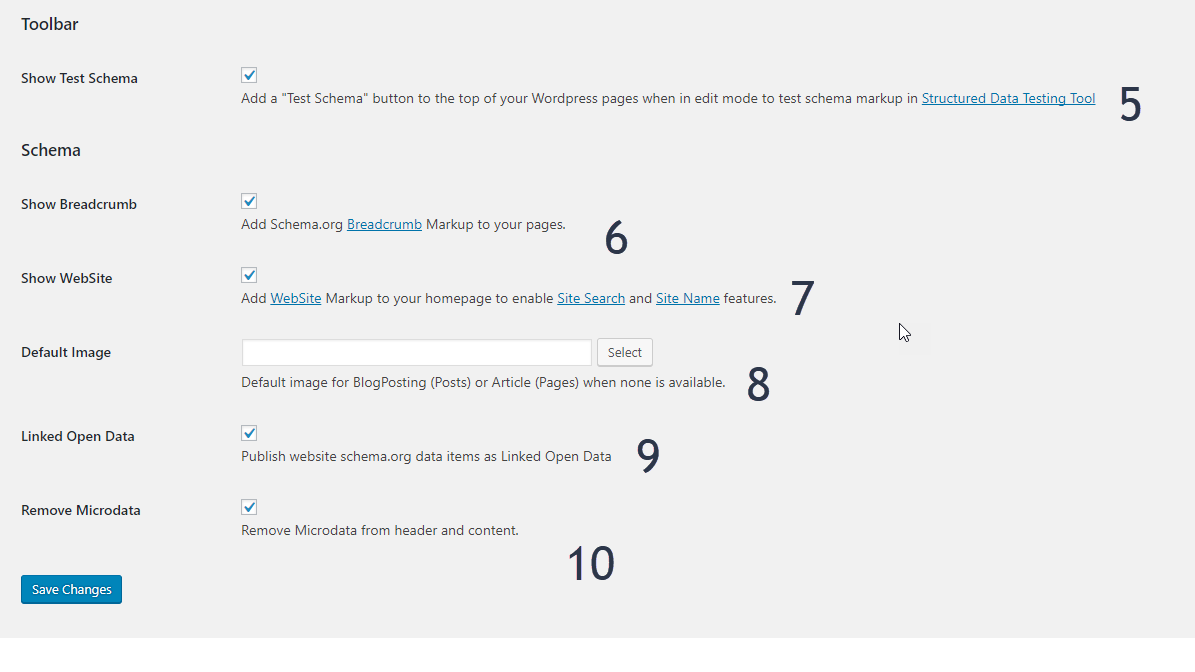 Toolbar
Show Test Schema
Add a "Test Schema" button to the top of your Wordpress pages when in edit mode to test schema markup in Structured Data Testing Tool
5
Schema
Show Breadcrumb
Add Schema.org Breadcrumb Markup to your pages.
6
Show WebSite
Add WebSite Markup to your homepage to enable Site Search and Site Name features.
7
Default Image
Select
Default image for BlogPosting (Posts) or Article (Pages) when none is available.
8
Linked Open Data
Publish website schema.org data items as Linked Open Data
9
Remove Microdata
Remove Microdata from header and content.
10
Save Changes